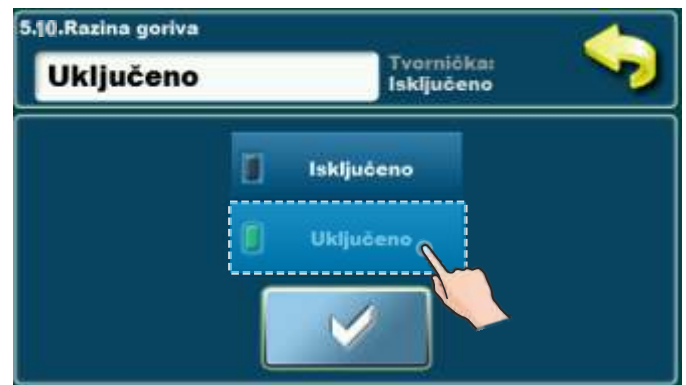 5.10.Razina goriva
Uključeno
Tvornička:
Isključeno
Isključeno
Uključeno